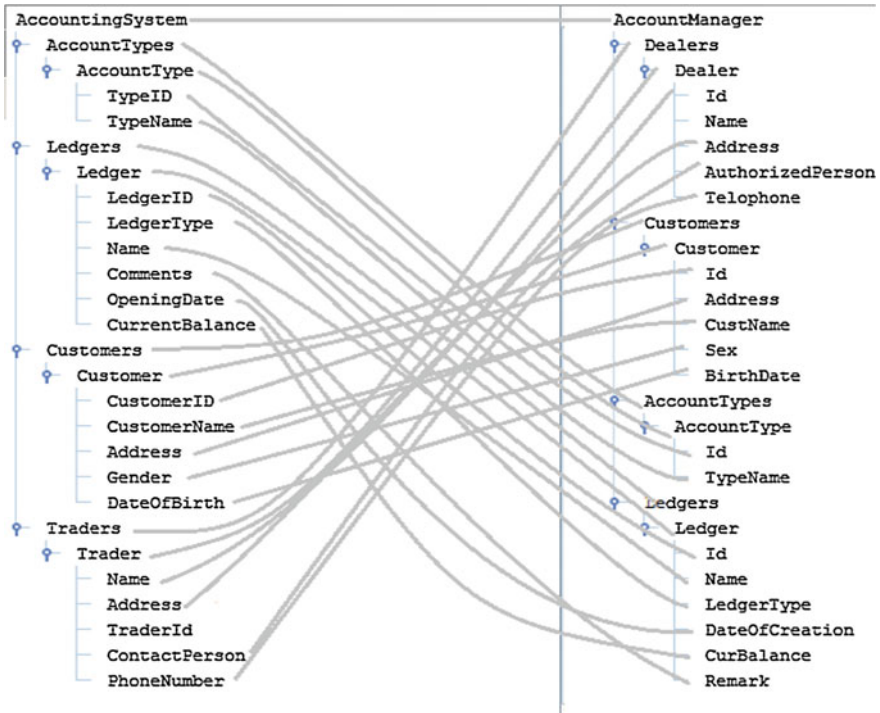 AccountingSystem
AccountTypes
AccountType
TypeID
TypeName
Ledgers
Ledger
LedgerID
LedgerType
Name
Comments
OpeningDate
CurrentBalance
Customers
Customer
CustomerID
CustomerName
Address
Gender
DateOfBirth
Traders
Trader
Name
Address
TraderId
ContactPerson
PhoneNumber
AccountManager
Dealers
Dealer
Id
Name
Address
AuthorizedPerson
Telophone
Customers
Customer
Id
Address
CustName
Sex
BirthDate
AccountTypes
AccountType
Id
TypeName
Ledgers
Ledger
Id
Name
LedgerType
DateOfCreation
CurBalance
Remark